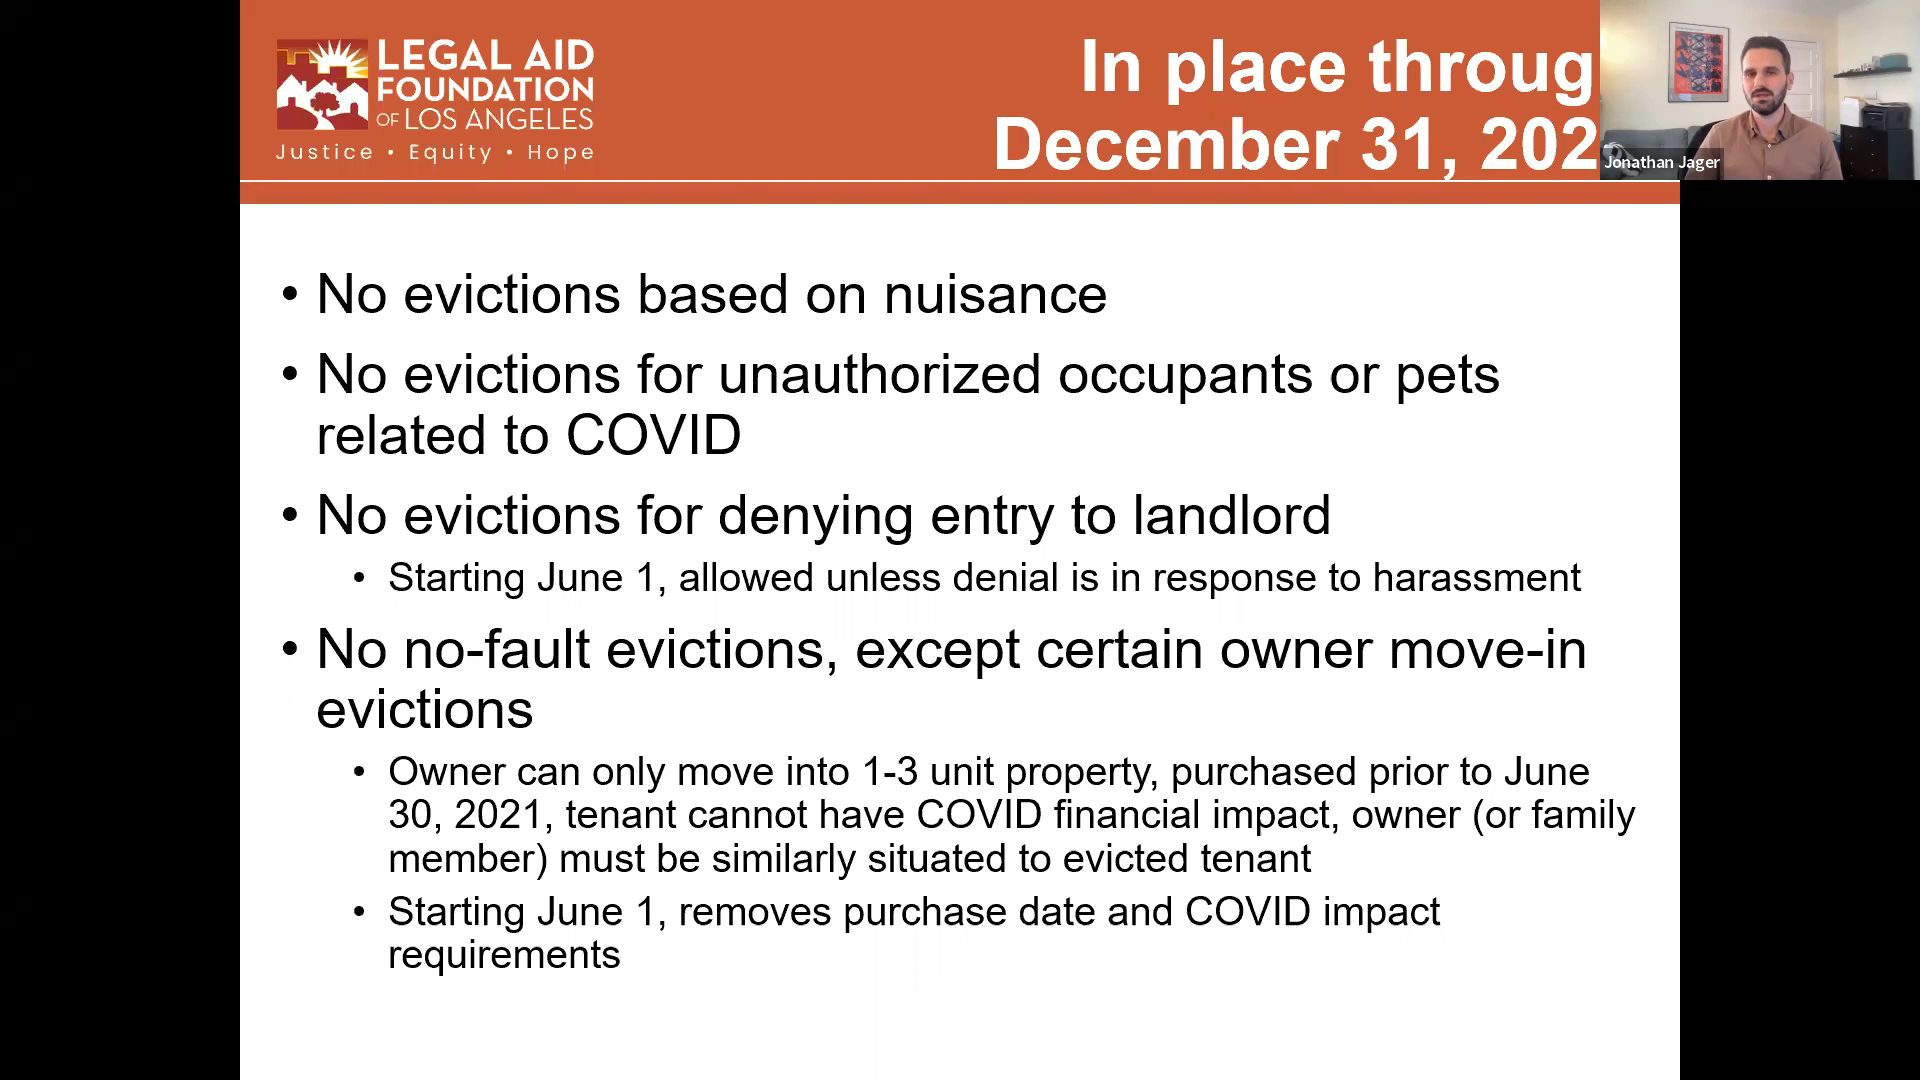 LEGAL AID
FOUNDATION
OF LOS ANGELES
Justice • Equity • Hope
In place throug
December 31, 202
Jonathan Jager
• No evictions based on nuisance
• No evictions for unauthorized occupants or pets
related to COVID
• No evictions for denying entry to landlord
• Starting June 1, allowed unless denial is in response to harassment
• No no-fault evictions, except certain owner move-in
evictions
• Owner can only move into 1-3 unit property, purchased prior to June
30, 2021, tenant cannot have COVID financial impact, owner (or family
member) must be similarly situated to evicted tenant
• Starting June 1, removes purchase date and COVID impact
requirements